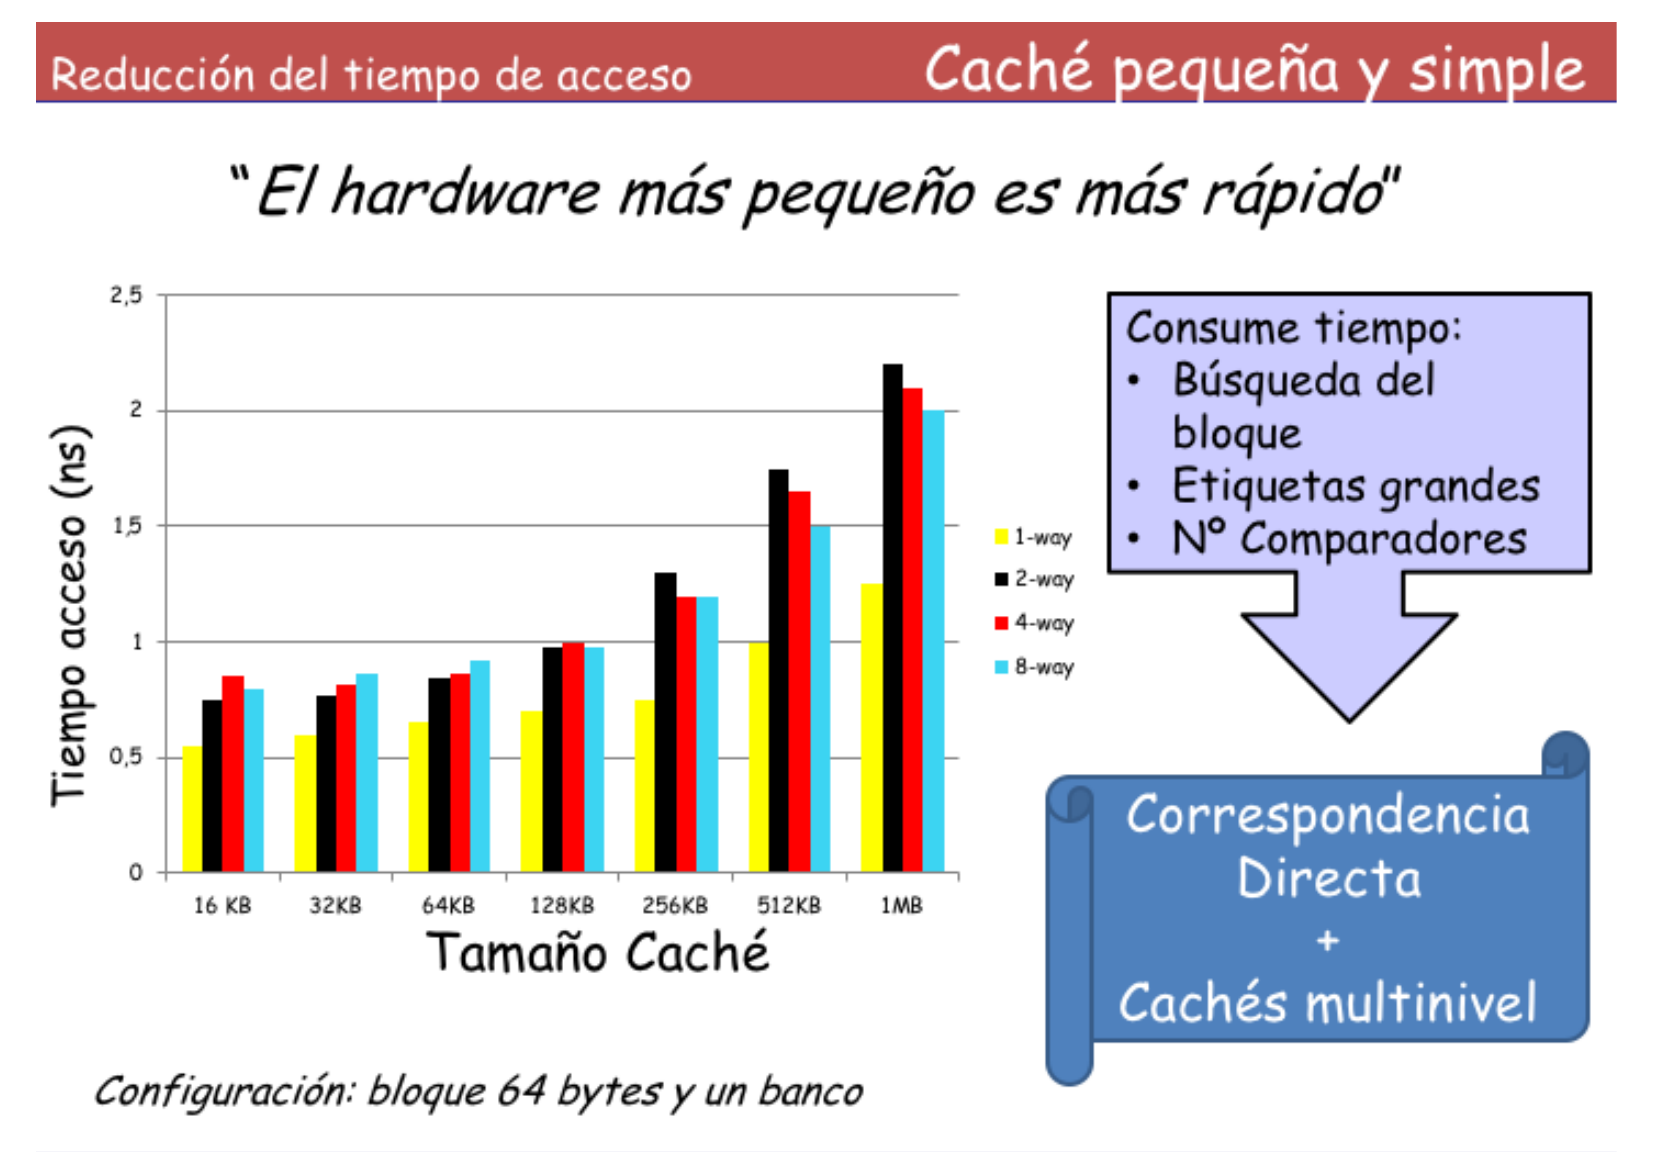 Reducción del tiempo de acceso
Caché pequeña y simple
“El hardware más pequeño es más rápido”
2,5
2
1,5
1
0,5
0
Tiempo acceso (ns)
16 KB
32KB
64KB
128KB
256KB
512KB
1MB
Tamaño Caché
1-way
2-way
4-way
8-way
Consume tiempo:
• Búsqueda del
bloque
• Etiquetas grandes
• Nº Comparadores
Correspondencia
Directa
+
Cachés multinivel
Configuración: bloque 64 bytes y un banco